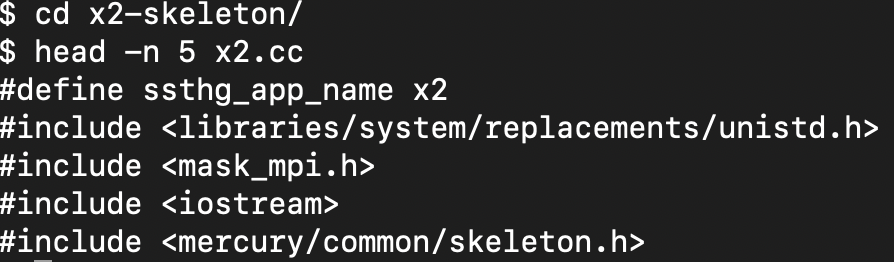 $ cd x2-skeleton/
$ head -n 5 x2.cc
#define ssthg_app_name x2
#include <libraries/system/replacements/unistd.h>
#include <mask_mpi.h>
#include <iostream>
#include <mercury/common/skeleton.h>